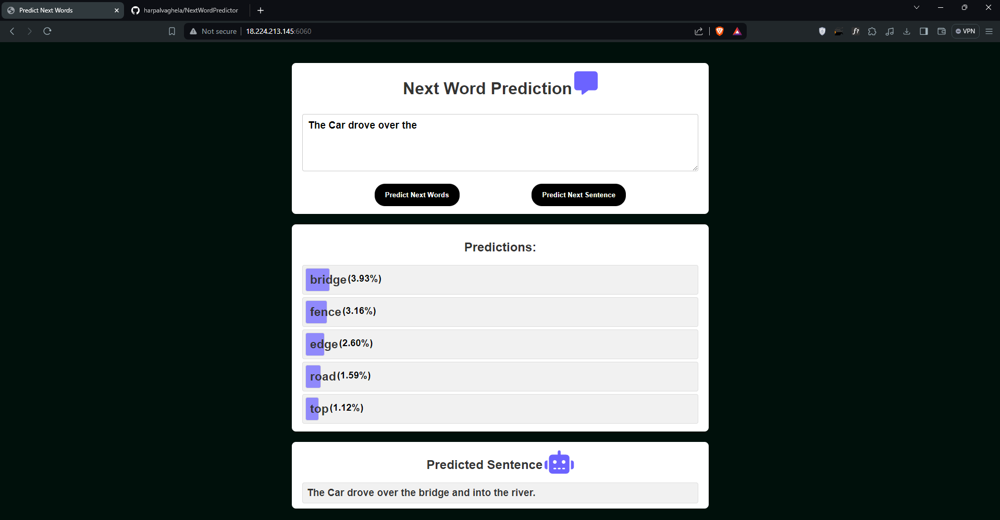 Predict Next Words
harpalvaghela/NextWordPredictor
Not secure 18.224.213.145:6060
f?
VPN
Next Word Prediction
The Car drove over the
Predict Next Words
Predict Next Sentence
Predictions:
bridge (3.93%)
fence (3.16%)
edge (2.60%)
road (1.59%)
top (1.12%)
Predicted Sentence
The Car drove over the bridge and into the river.